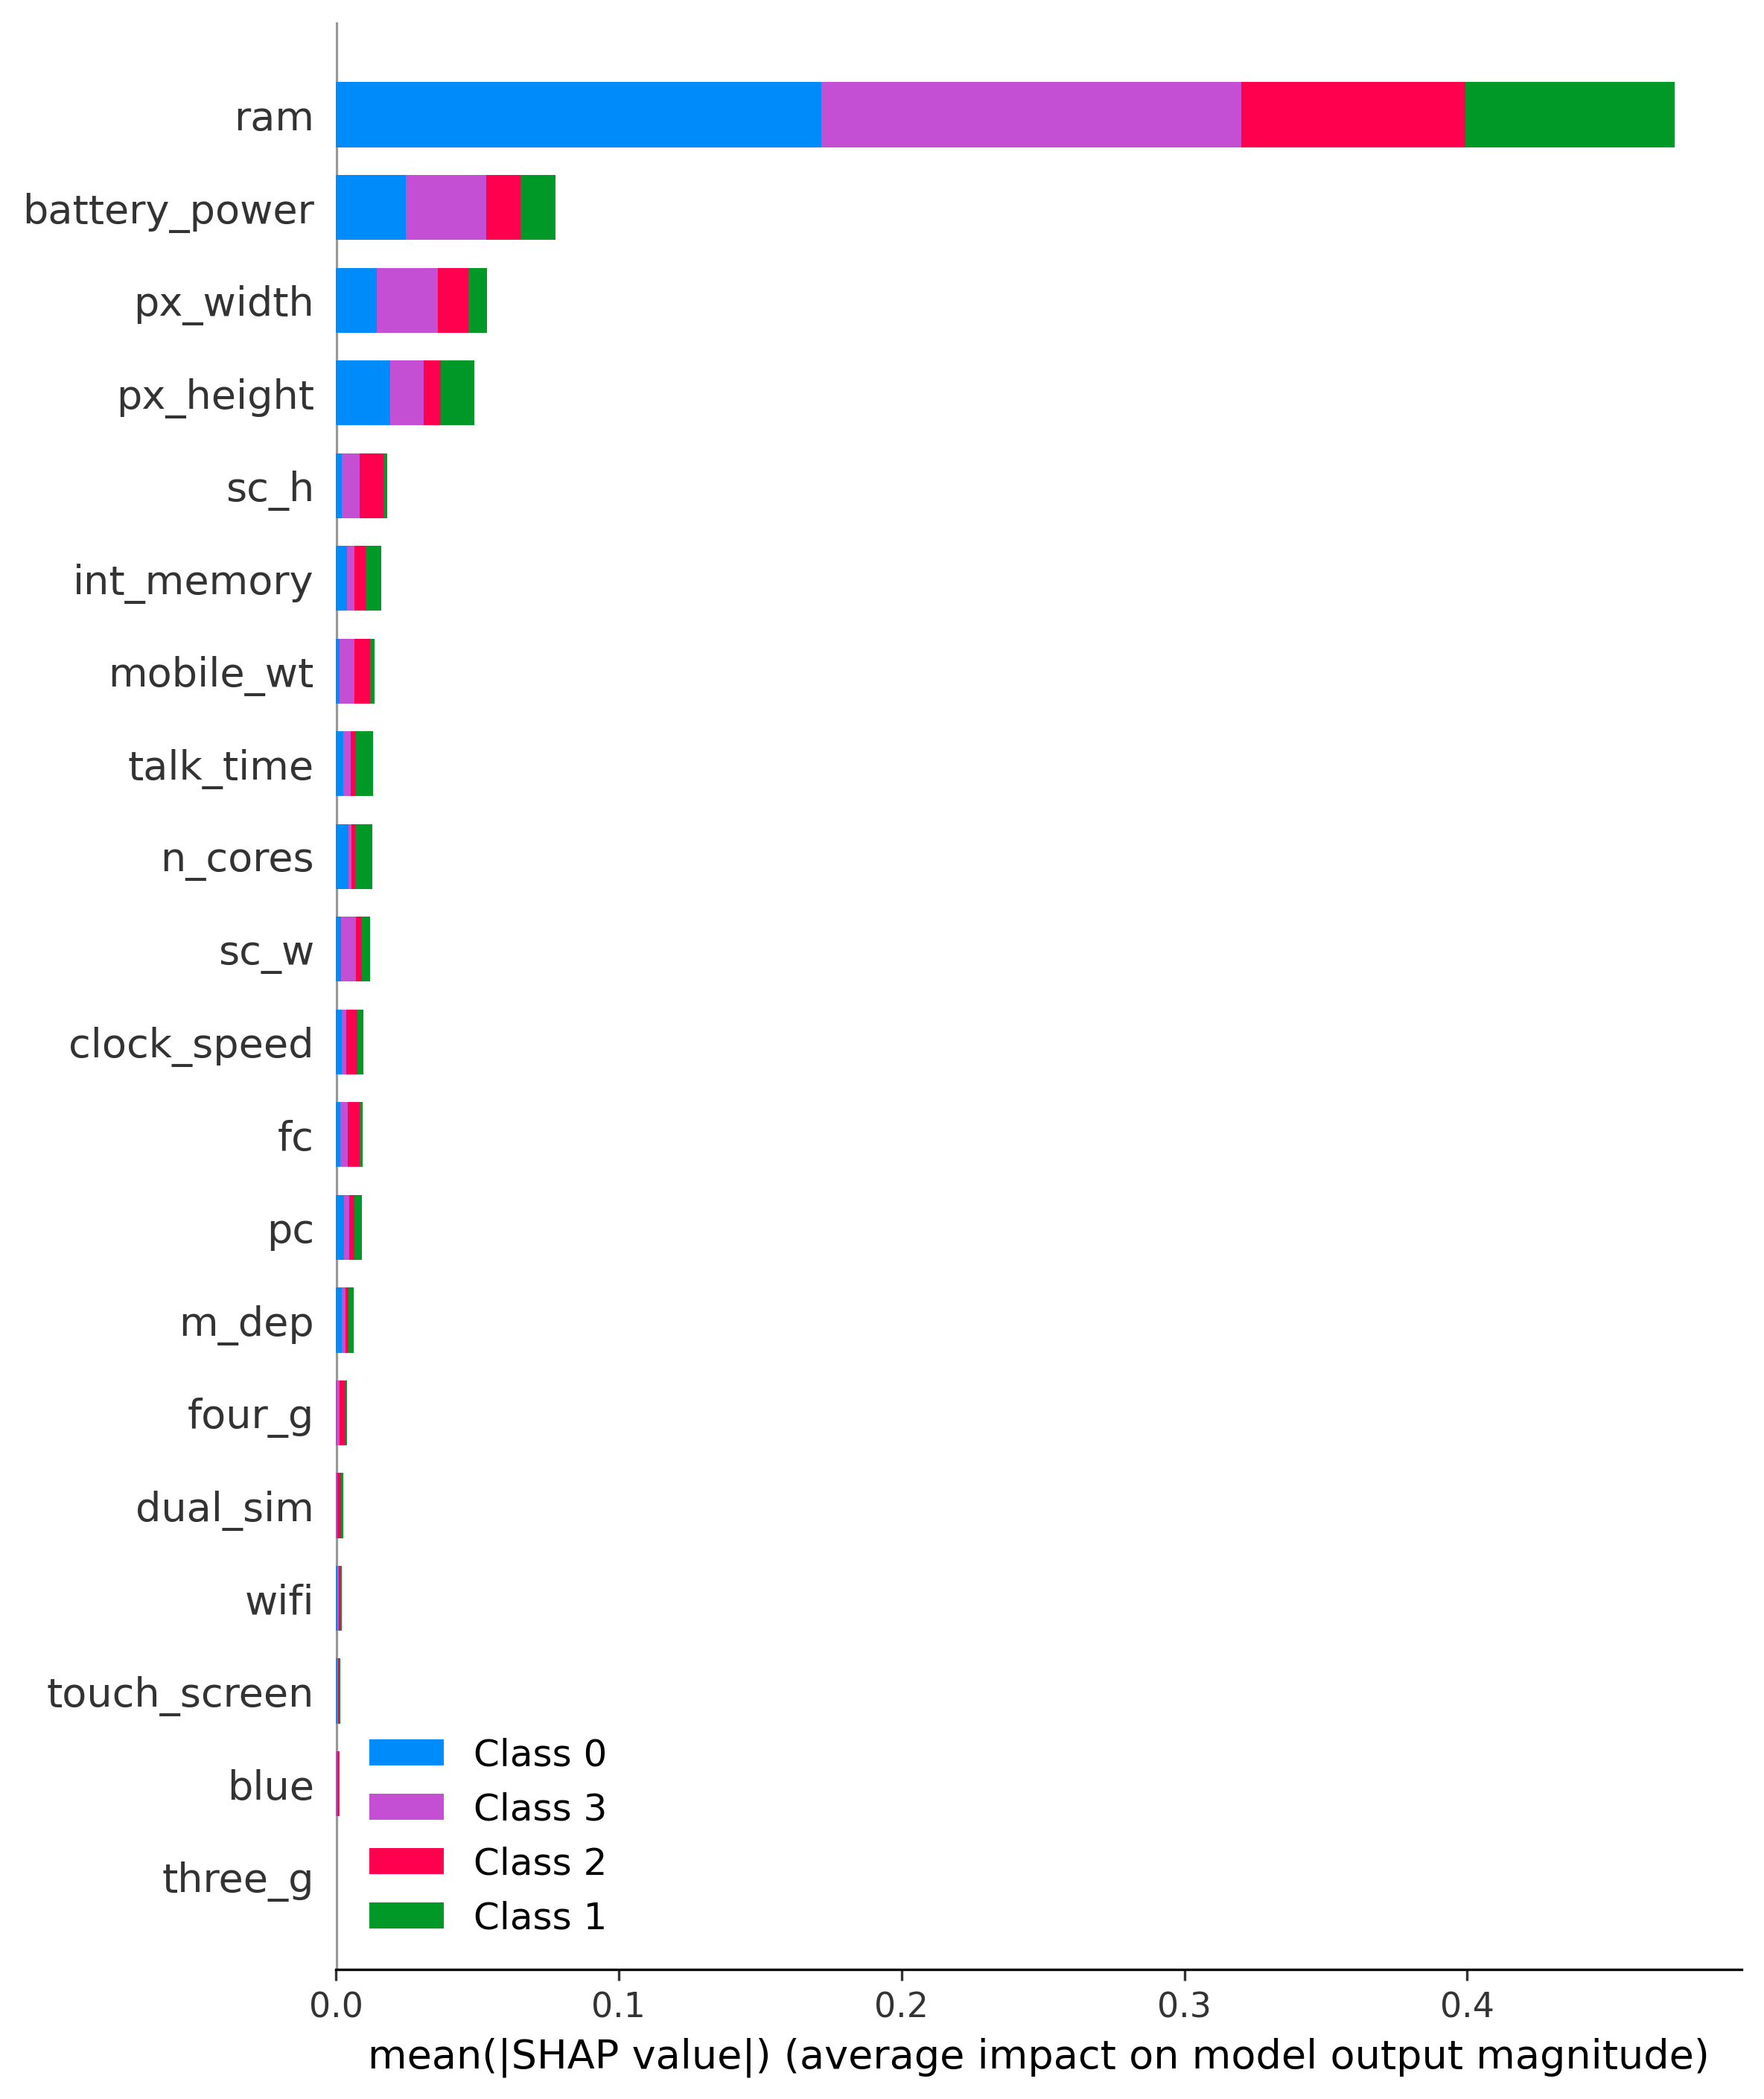 ram
battery_power
px_width
px_height
sc_h
int_memory
mobile_wt
talk_time
n_cores
sc_w
clock_speed
fc
pc
m_dep
four_g
dual_sim
wifi
touch_screen
blue
three_g
Class 0
Class 3
Class 2
Class 1
0.0 0.1 0.2 0.3 0.4
mean(|SHAP value|) (average impact on model output magnitude)